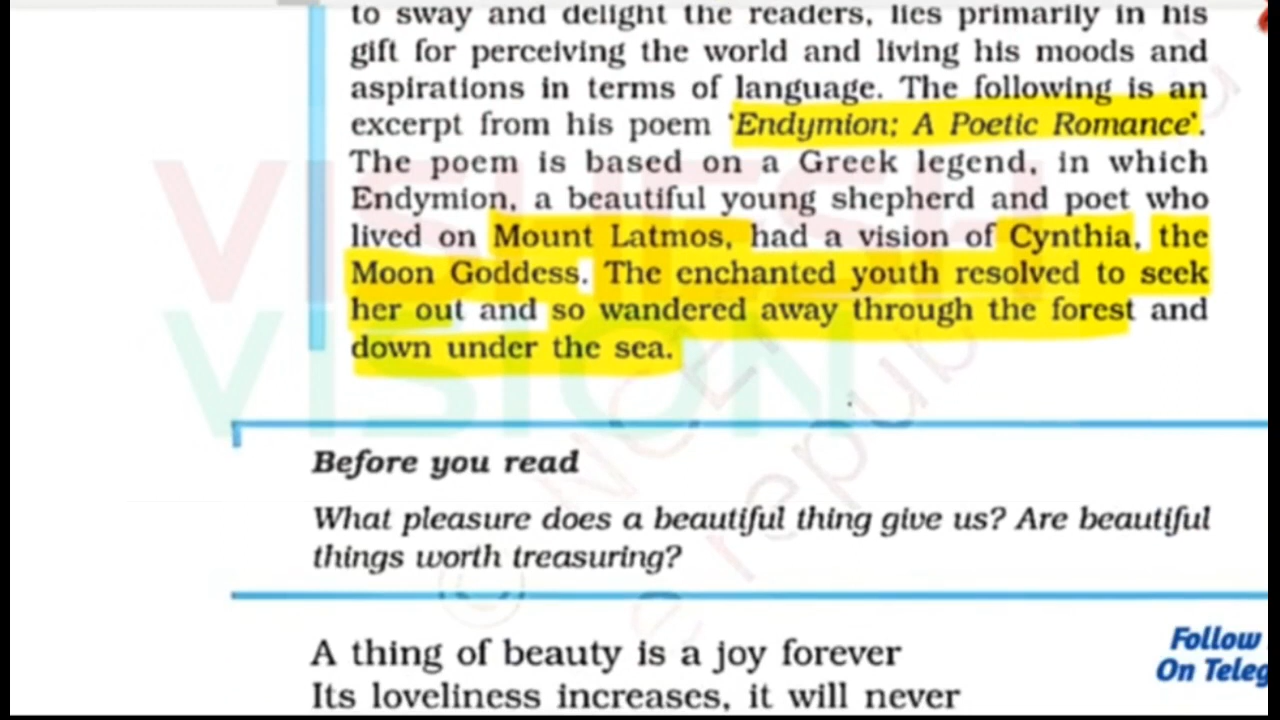 to sway and delight the readers, lies primarily in his
gift for perceiving the world and living his moods and
aspirations in terms of language. The following is an
excerpt from his poem 'Endymion; A Poetic Romance'.
The poem is based on a Greek legend, in which
Endymion, a beautiful young shepherd and poet who
lived on Mount Latmos, had a vision of Cynthia, the
Moon Goddess. The enchanted youth resolved to seek
her out and so wandered away through the forest and
down under the sea.
VISION
Before you read
What pleasure does a beautiful thing give us? Are beautiful
things worth treasuring?
A thing of beauty is a joy forever
Its loveliness increases, it will never
Follow
On Teleg